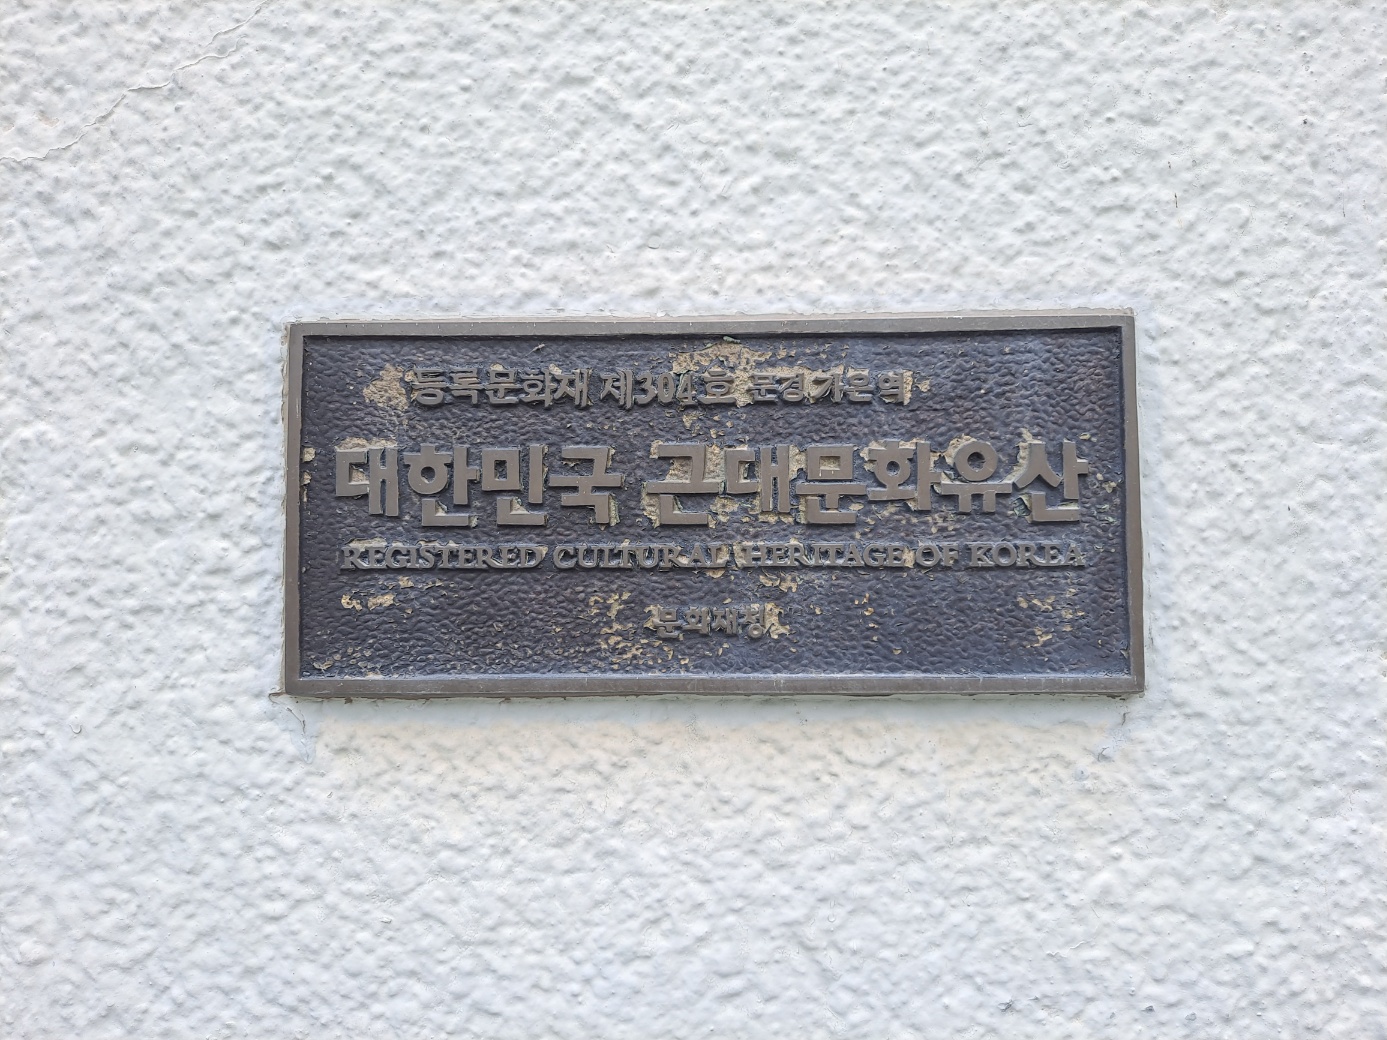 등록문화재 제304호 문경 가은역
대한민국 근대문화유산
REGISTERED CULTURAL HERITAGE OF KOREA
문화재청